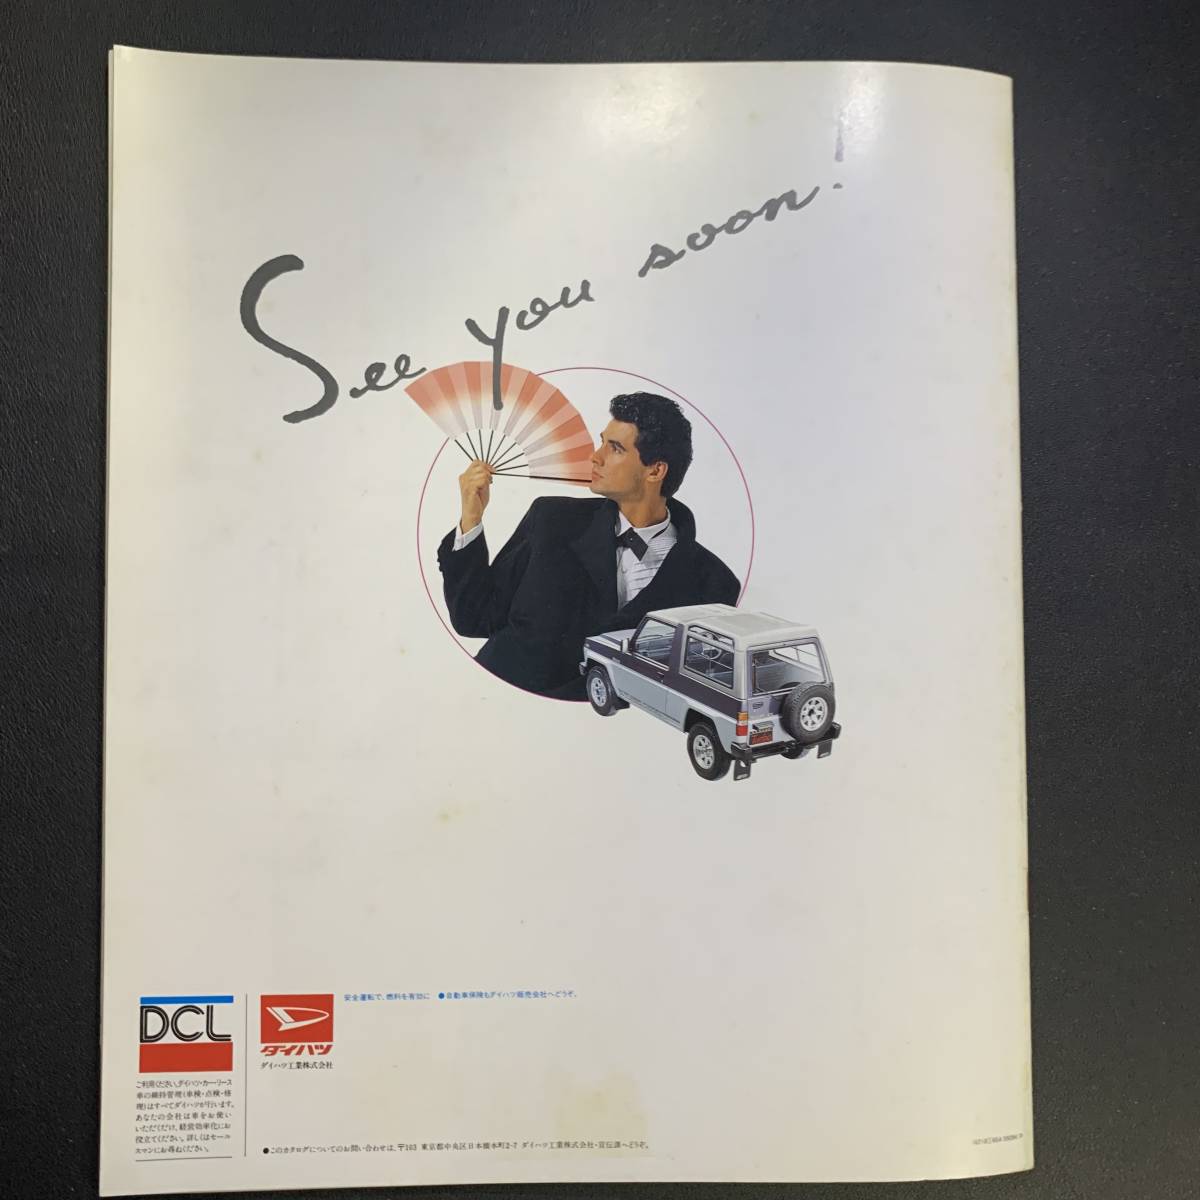 See you soon!
安全運転で、燃料を有効に ●自動車保険もダイハツ販売会社へどうぞ。
DCL
ダイハツ
ダイハツ工業株式会社
ご利用ください。ダイハツ・カー・リース
車の維持管理(車検・点検・修
理)はすべてダイハツが行います。
あなたの会社は車をお使い
いただくだけ、経営効率化にお
役立てください。詳しくはセール
スマンにお尋ねください。
●このカタログについてのお問い合わせは、〒103 東京都中央区日本橋本町2-7 ダイハツ工業株式会社・宣伝課へどうぞ。